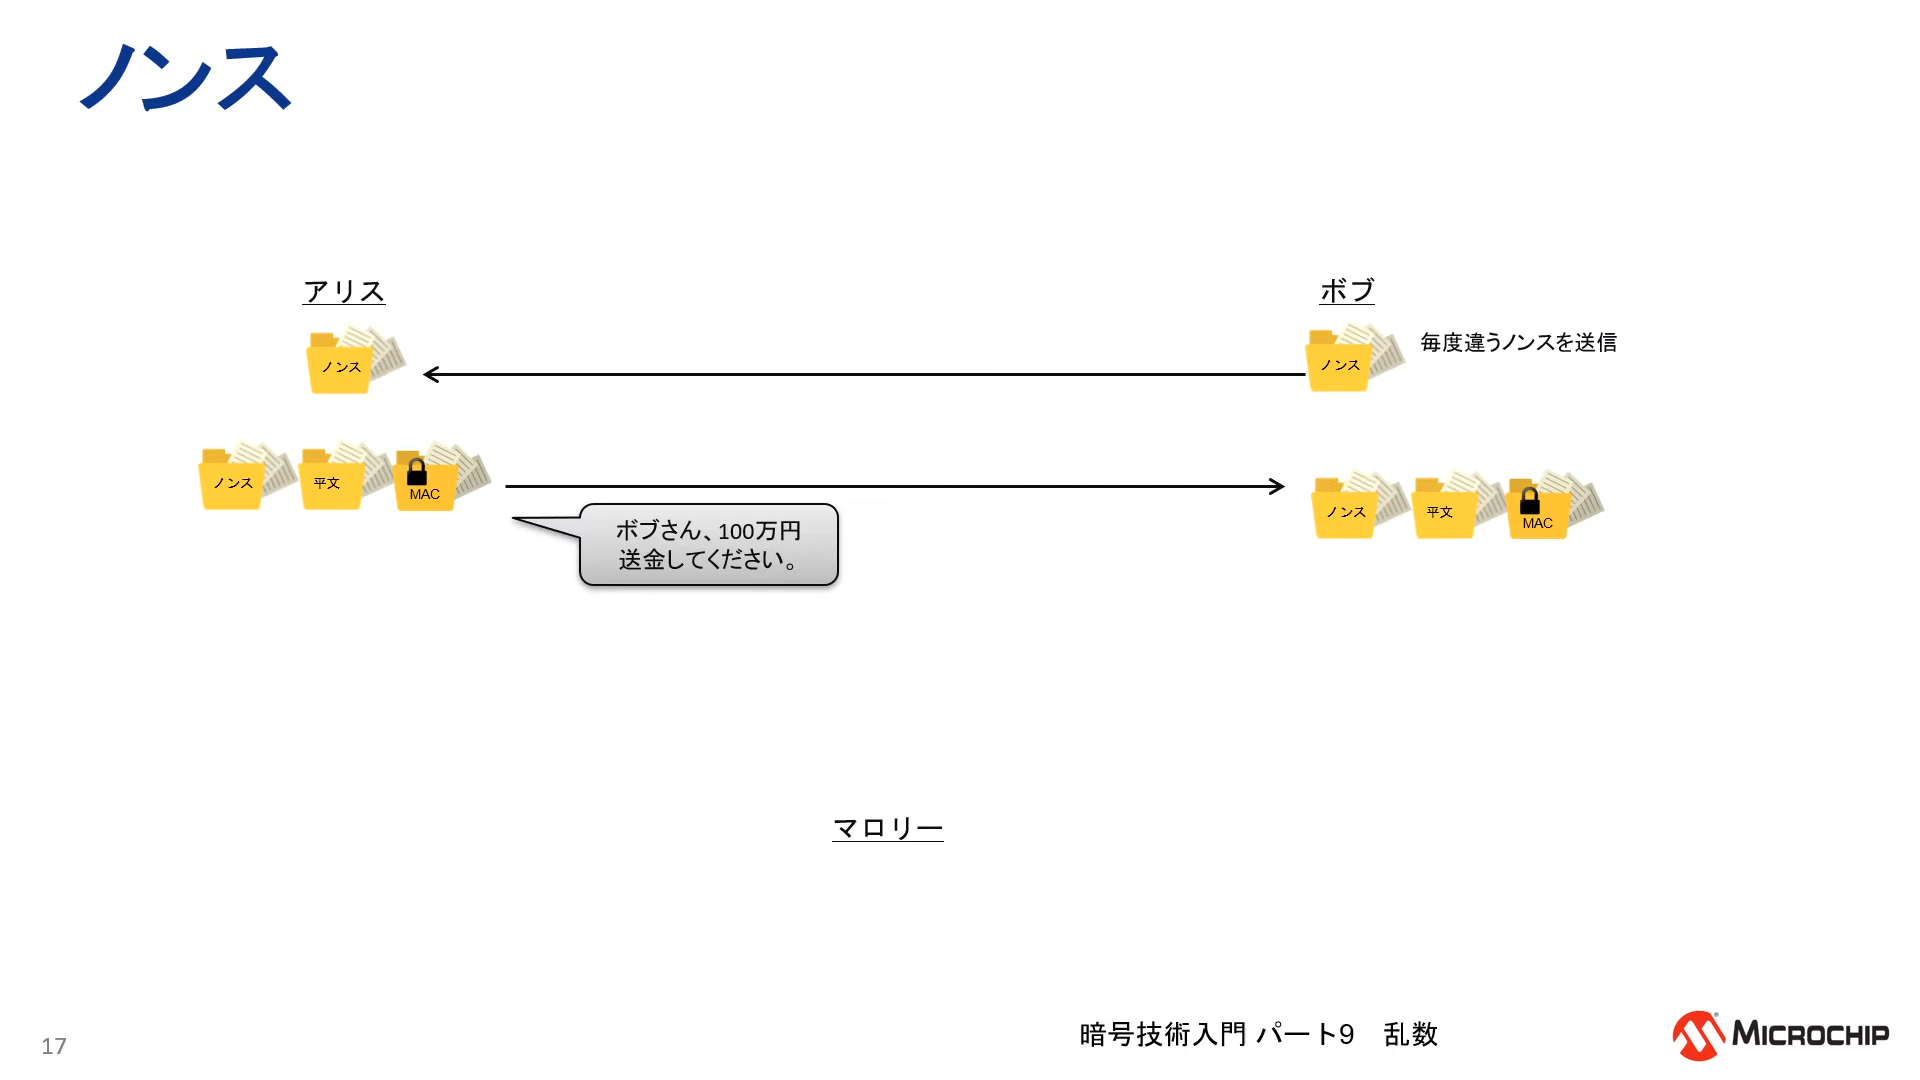 ノンス
アリス
ボブ
ノンス
ノンス
毎度違うノンスを送信
ノンス
平文
MAC
ボブさん、100万円
送金してください。
ノンス
平文
MAC
マロリー
17
暗号技術入門 パート9　乱数
MICROCHIP